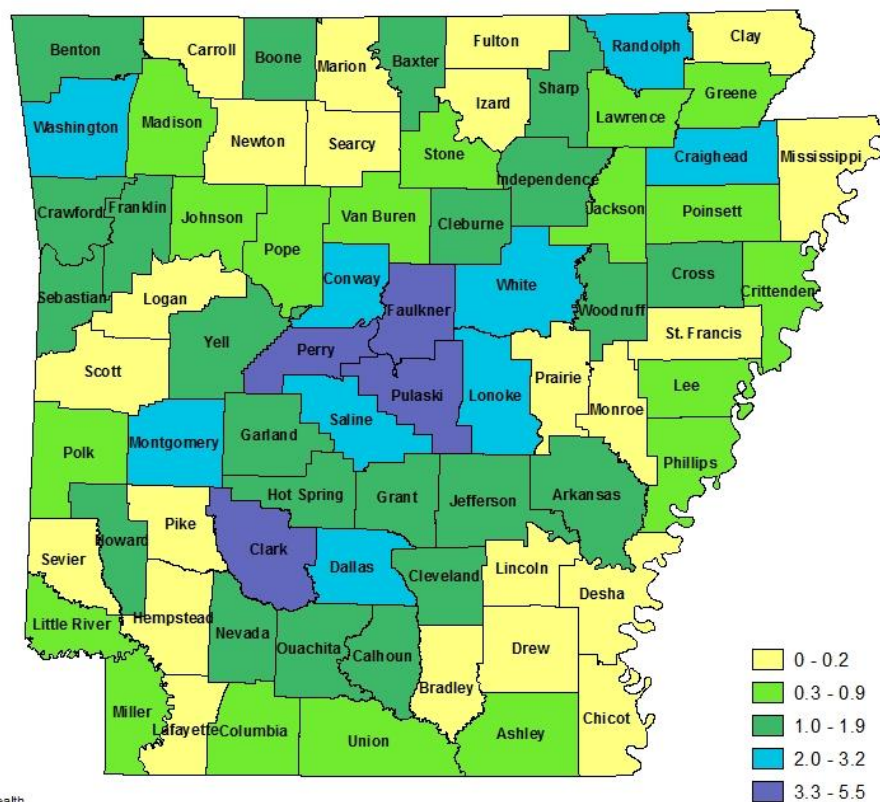 Benton
Carroll
Boone
Marion
Baxter
Fulton
Randolph
Clay
Izard
Sharp
Greene
Lawrence
Washington
Madison
Newton
Searcy
Stone
Independence
Craighead
Mississippi
Crawford
Franklin
Johnson
Pope
Van Buren
Cleburne
Jackson
Poinsett
Sebastian
Logan
Conway
Faulkner
White
Woodruff
Cross
Crittenden
Yell
Perry
Scott
Pulaski
Lonoke
Prairie
St. Francis
Monroe
Lee
Polk
Montgomery
Garland
Saline
Phillips
Hot Spring
Grant
Jefferson
Arkansas
Howard
Pike
Clark
Sevier
Dallas
Cleveland
Lincoln
Desha
Little River
Hempstead
Nevada
Ouachita
Calhoun
Drew
Bradley
Miller
Lafayette
Columbia
Union
Ashley
Chicot
0 - 0.2
0.3 - 0.9
1.0 - 1.9
2.0 - 3.2
3.3 - 5.5